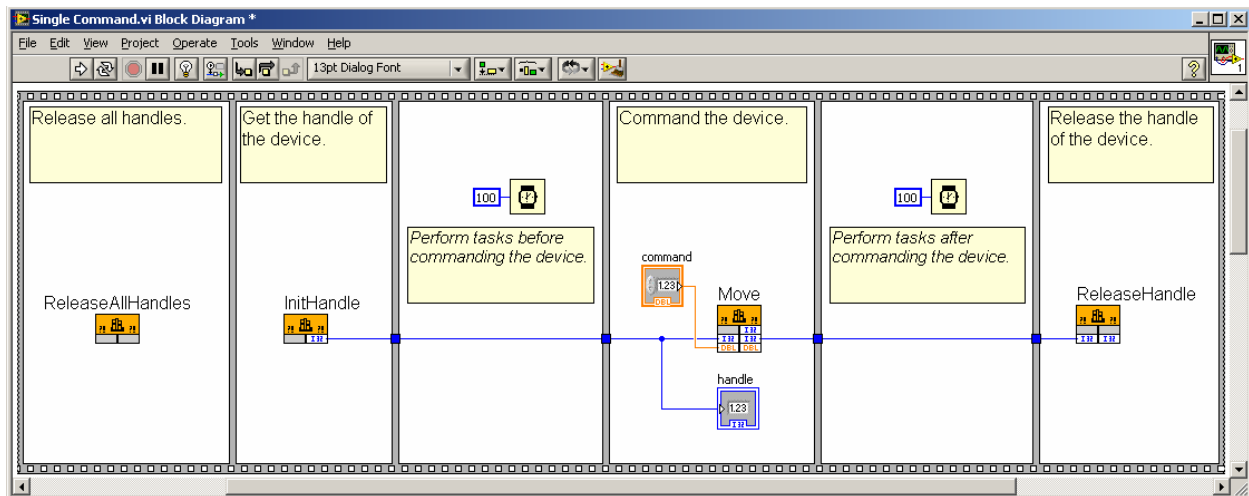 Single Command.vi Block Diagram *
File Edit View Project Operate Tools Window Help
13pt Dialog Font
?
1
Release all handles.
Get the handle of
the device.
Command the device.
Release the handle
of the device.
100
100
Perform tasks before
commanding the device.
Perform tasks after
commanding the device.
command
1.23
DBL
ReleaseAllHandles
InitHandle
Move
ReleaseHandle
handle
1.23